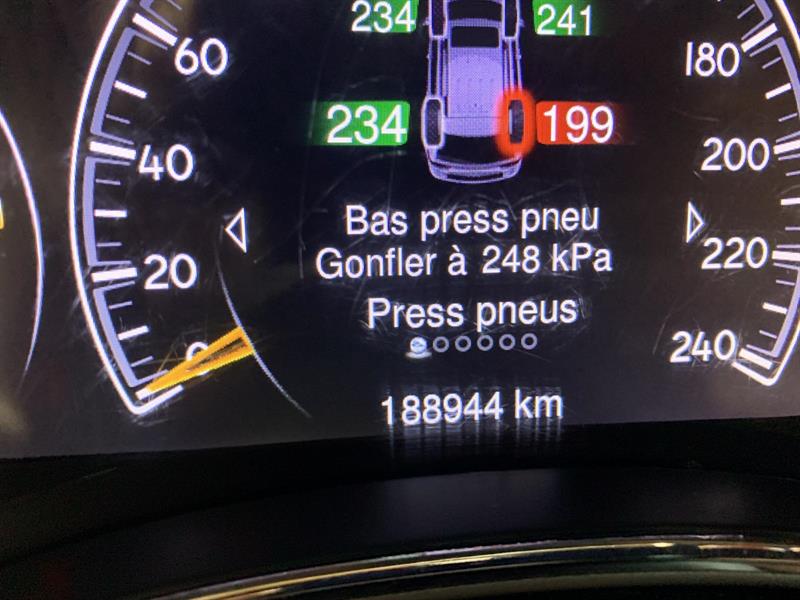 234 241
60 180
234 199
40 200
Bas press pneu
Gonfler à 248 kPa
20 220
Press pneus
0 240
188944 km